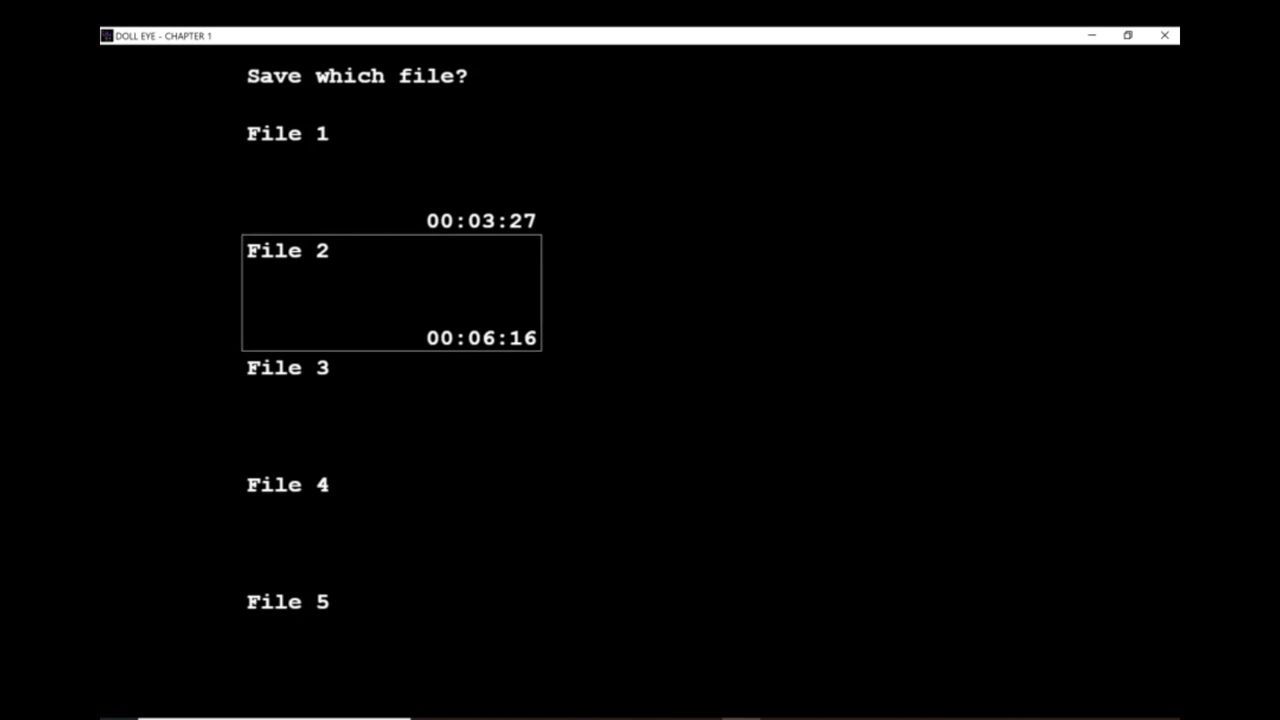 DOLL EYE - CHAPTER 1
Save which file?
File 1
00:03:27
File 2
00:06:16
File 3
File 4
File 5